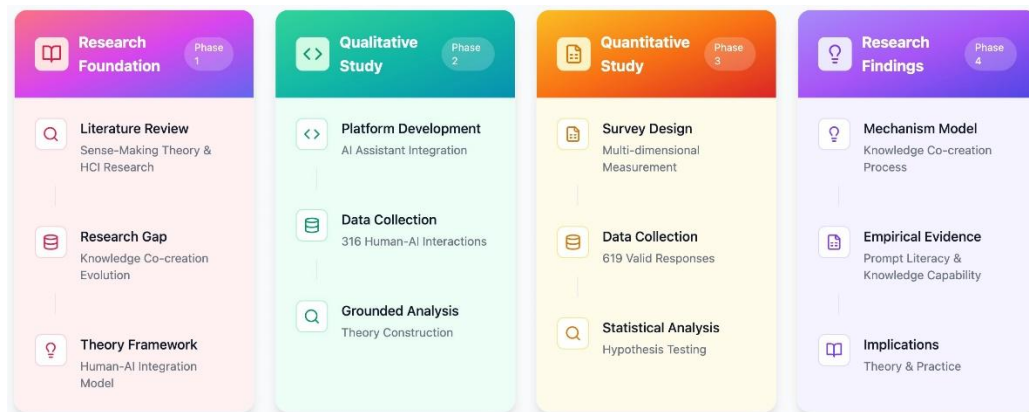 Research
Foundation
Phase
1
Literature Review
Sense-Making Theory &
HCI Research
Research Gap
Knowledge Co-creation
Evolution
Theory Framework
Human-AI Integration
Model
Qualitative
Study
Phase
2
Platform Development
AI Assistant Integration
Data Collection
316 Human-AI Interactions
Grounded Analysis
Theory Construction
Quantitative
Study
Phase
3
Survey Design
Multi-dimensional
Measurement
Data Collection
619 Valid Responses
Statistical Analysis
Hypothesis Testing
Research
Findings
Phase
4
Mechanism Model
Knowledge Co-creation
Process
Empirical Evidence
Prompt Literacy &
Knowledge Capability
Implications
Theory & Practice